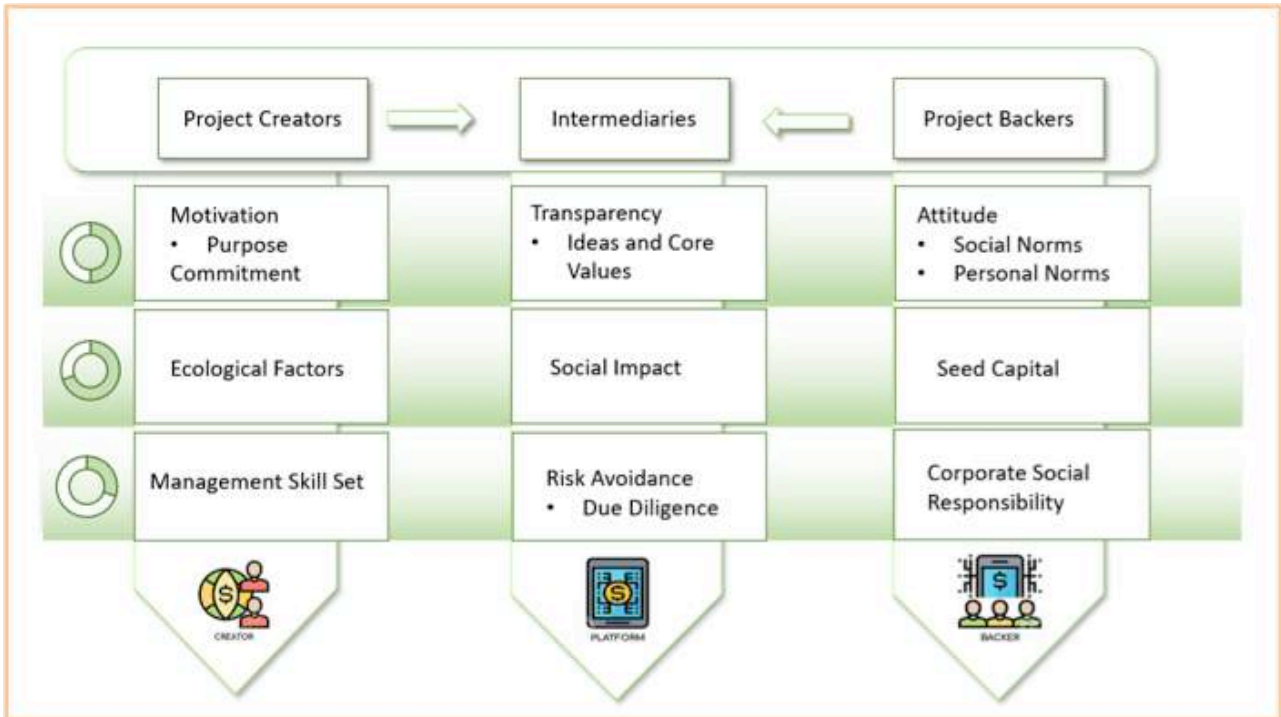 Project Creators
Intermediaries
Project Backers
Motivation
• Purpose
Commitment
Transparency
• Ideas and Core
Values
Attitude
• Social Norms
• Personal Norms
Ecological Factors
Social Impact
Seed Capital
Management Skill Set
Risk Avoidance
• Due Diligence
Corporate Social
Responsibility
$
CREATOR
$
PLATFORM
$
BACKER